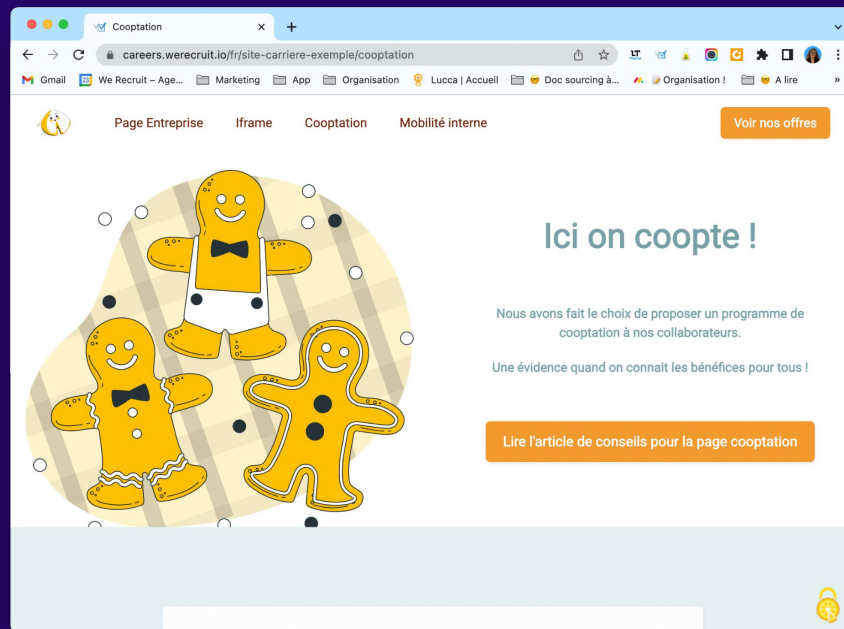 Cooptation
careers.werecruit.io/fr/site-carriere-exemple/cooptation
Gmail
We Recruit – Age...
Marketing
App
Organisation
Lucca | Accueil
Doc sourcing à...
Organisation !
A lire
Page Entreprise
Iframe
Cooptation
Mobilité interne
Voir nos offres
Ici on coopte !
Nous avons fait le choix de proposer un programme de
cooptation à nos collaborateurs.
Une évidence quand on connait les bénéfices pour tous !
Lire l'article de conseils pour la page cooptation